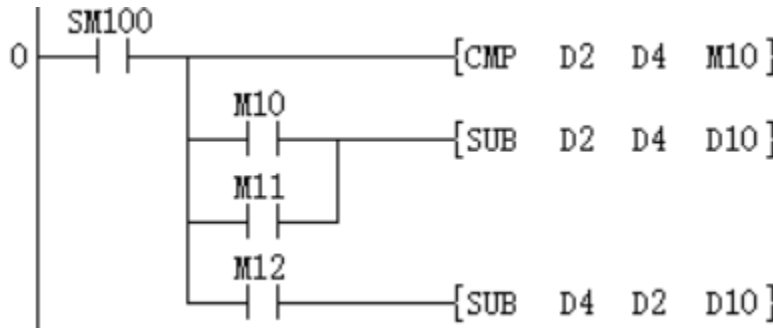 SM100
0 [CMP D2 D4 M10]
M10
[SUB D2 D4 D10]
M11
M12
[SUB D4 D2 D10]